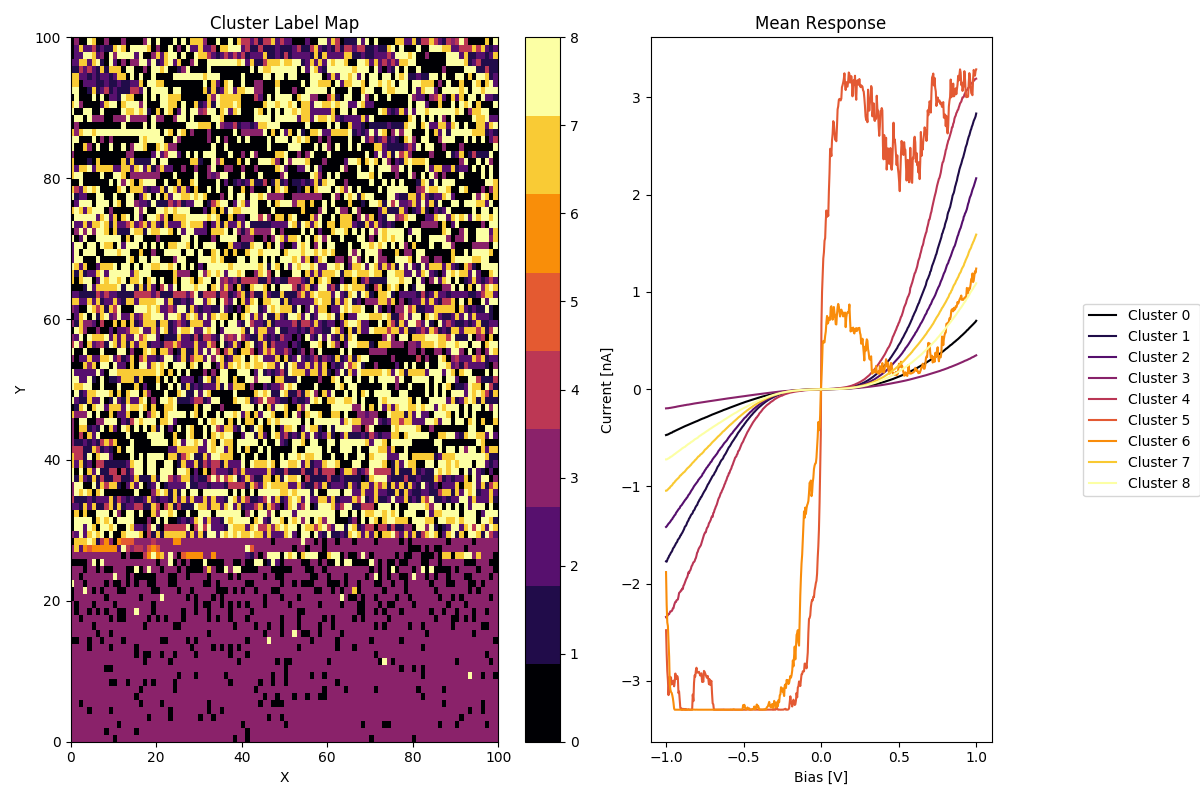 Cluster Label Map
100
80
60
40
20
0
Y
0 20 40 60 80 100
X
8
7
6
5
4
3
2
1
0
Mean Response
3
2
1
0
−1
−2
−3
Current [nA]
−1.0 −0.5 0.0 0.5 1.0
Bias [V]
Cluster 0
Cluster 1
Cluster 2
Cluster 3
Cluster 4
Cluster 5
Cluster 6
Cluster 7
Cluster 8